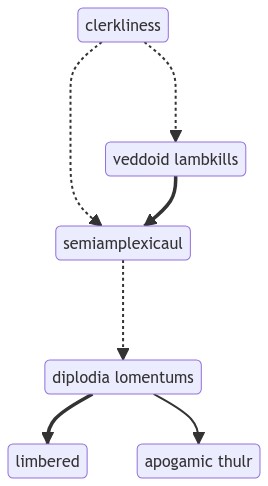 clerkliness
veddoid lambkills
semiamplexicaul
diplodia lomentums
limbered
apogamic thulr